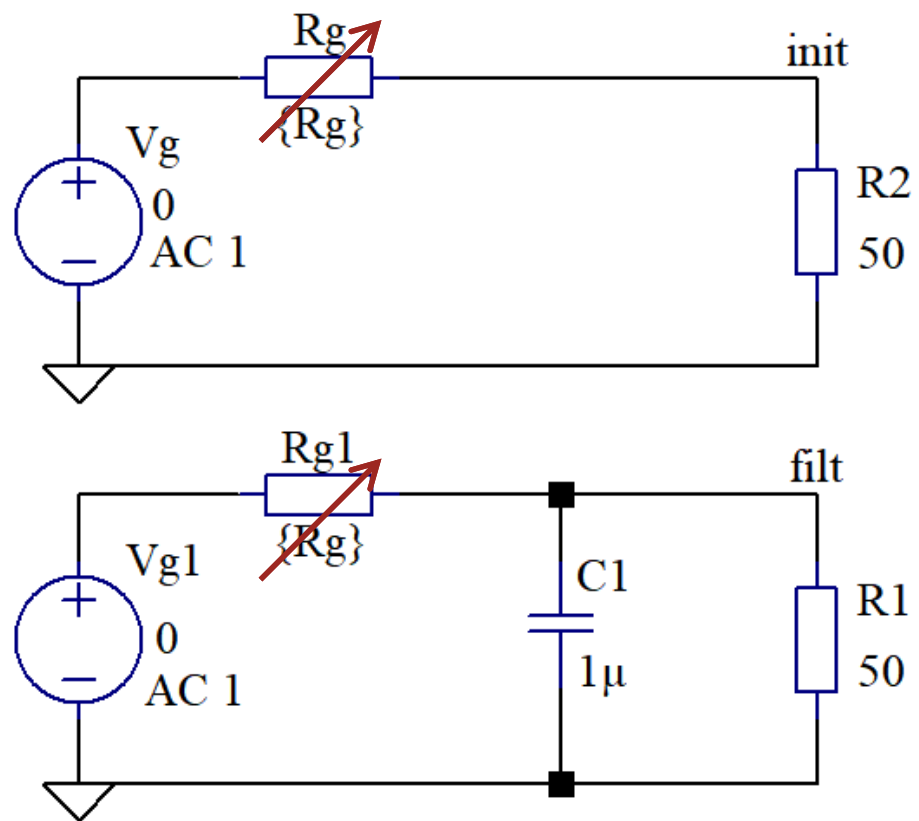 Rg
init
{Rg}
Vg
0
AC 1
R2
50
Rg1
filt
{Rg}
Vg1
0
AC 1
C1
1µ
R1
50